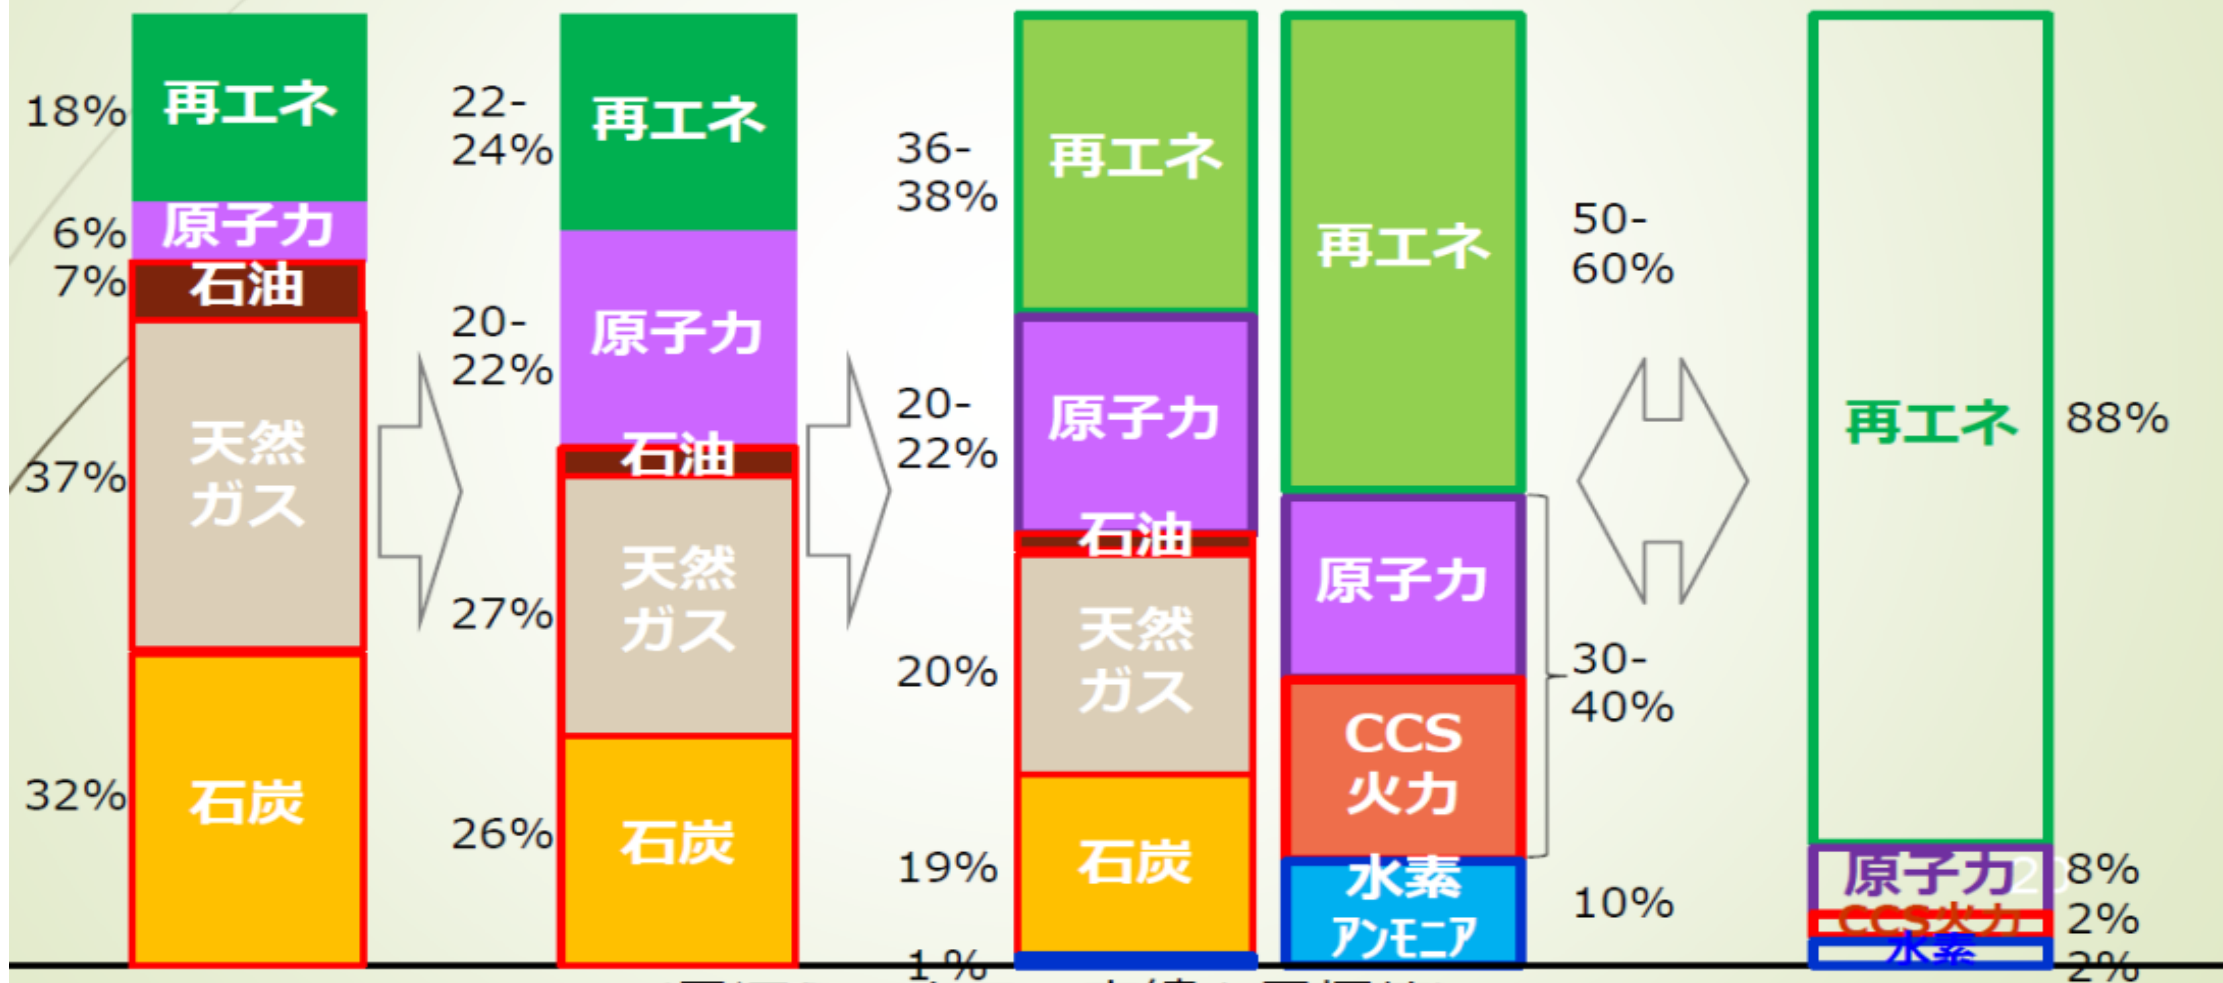 18%
再エネ
6%
原子力
7%
石油
37%
天然
ガス
32%
石炭
22-
24%
再エネ
20-
22%
原子力
石油
27%
天然
ガス
26%
石炭
36-
38%
再エネ
20-
22%
原子力
石油
20%
天然
ガス
19%
石炭
1%
再エネ
50-
60%
原子力
CCS
火力
30-
40%
水素
アンモニア
10%
再エネ
88%
原子力
20
8%
CCS火力
2%
水素
2%